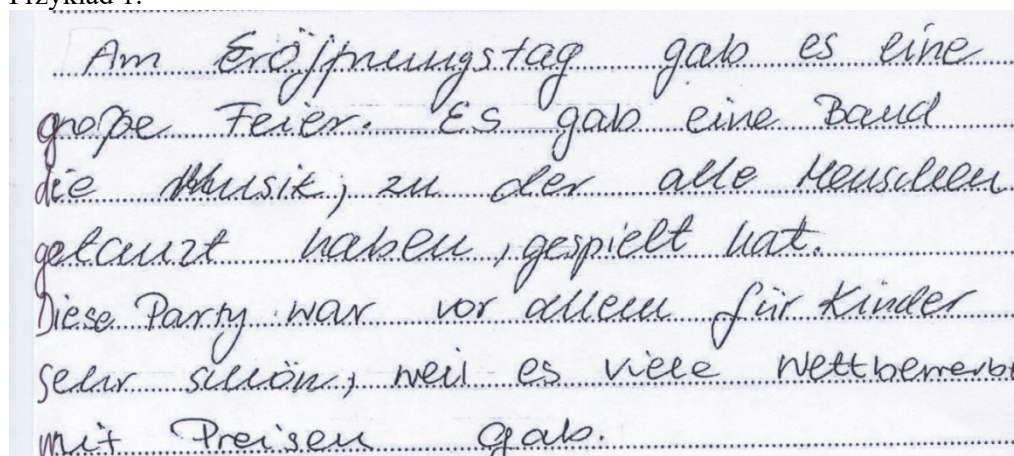 Przykład 1:
Am Eröffnungstag gab es eine
große Feier. Es gab eine Band
die Musik, zu der alle Menschen
getanzt haben, gespielt hat.
Diese Party war vor allem für Kinder
sehr schön, weil es viele Wettbewerbe
mit Preisen gab.